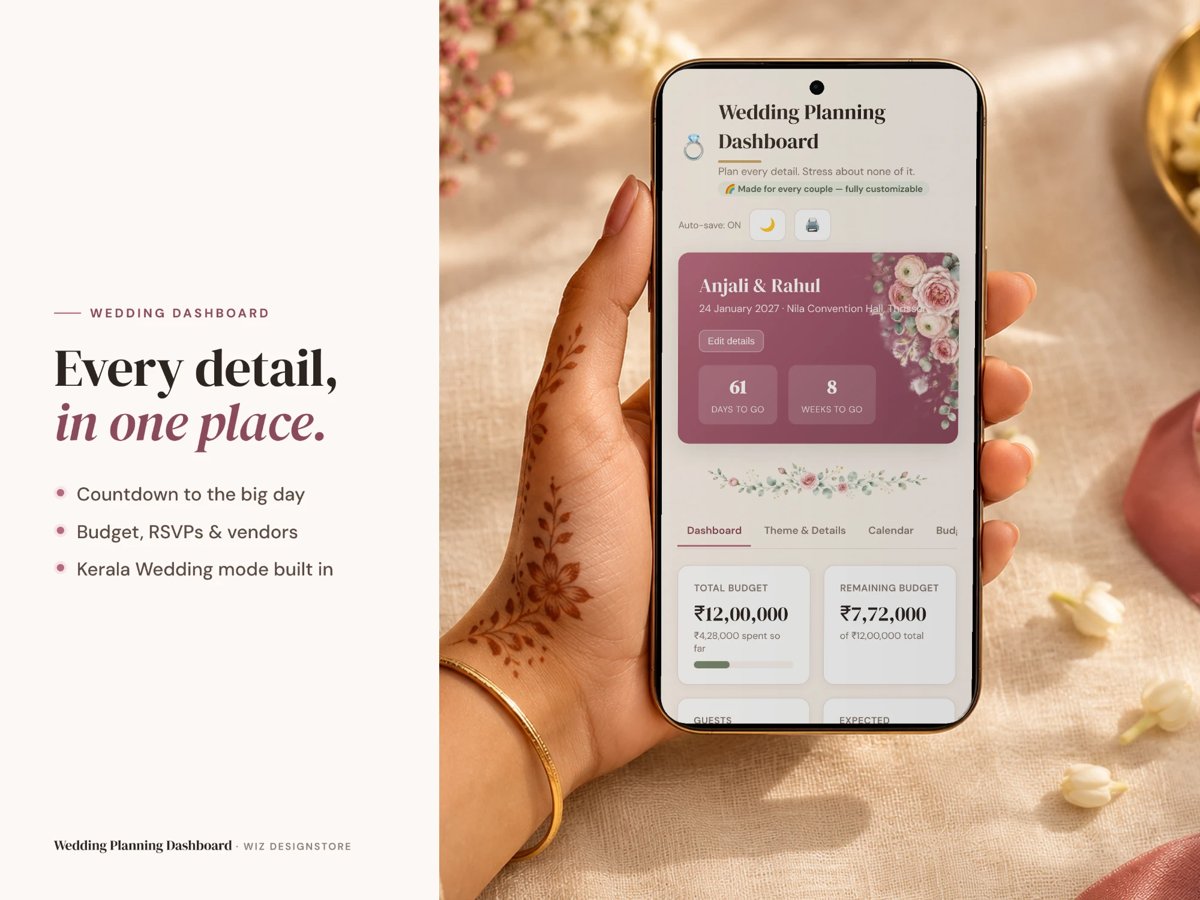 WEDDING DASHBOARD
Every detail,
in one place.
Countdown to the big day
Budget, RSVPs & vendors
Kerala Wedding mode built in
Wedding Planning Dashboard · WIZ DESIGNSTORE
Wedding Planning
Dashboard
Plan every detail. Stress about none of it.
Made for every couple — fully customizable
Auto-save: ON
Anjali & Rahul
24 January 2027 · Nila Convention Hall,
Edit details
61
DAYS TO GO
8
WEEKS TO GO
Dashboard Theme & Details Calendar
TOTAL BUDGET
₹12,00,000
₹4,28,000 spent so
far
REMAINING BUDGET
₹7,72,000
of ₹12,00,000 total
GUESTS
EXPECTED